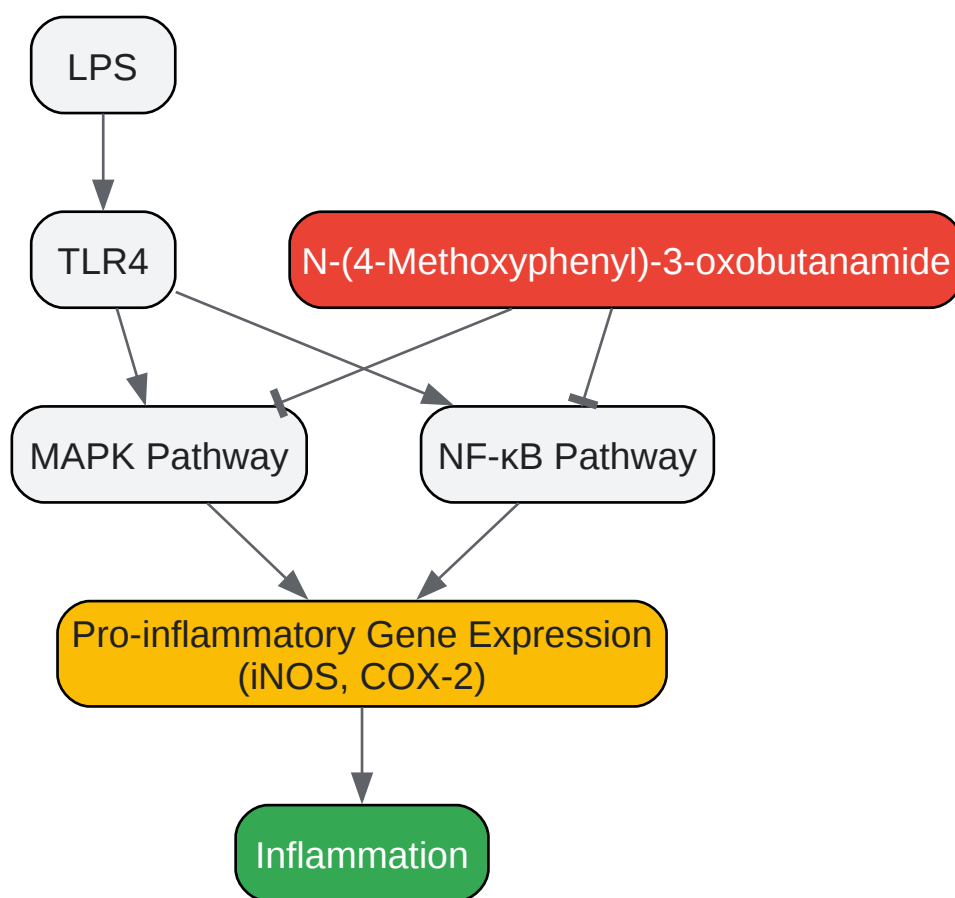 LPS
TLR4
N-(4-Methoxyphenyl)-3-oxobutanamide
MAPK Pathway
NF-κB Pathway
Pro-inflammatory Gene Expression
(iNOS, COX-2)
Inflammation